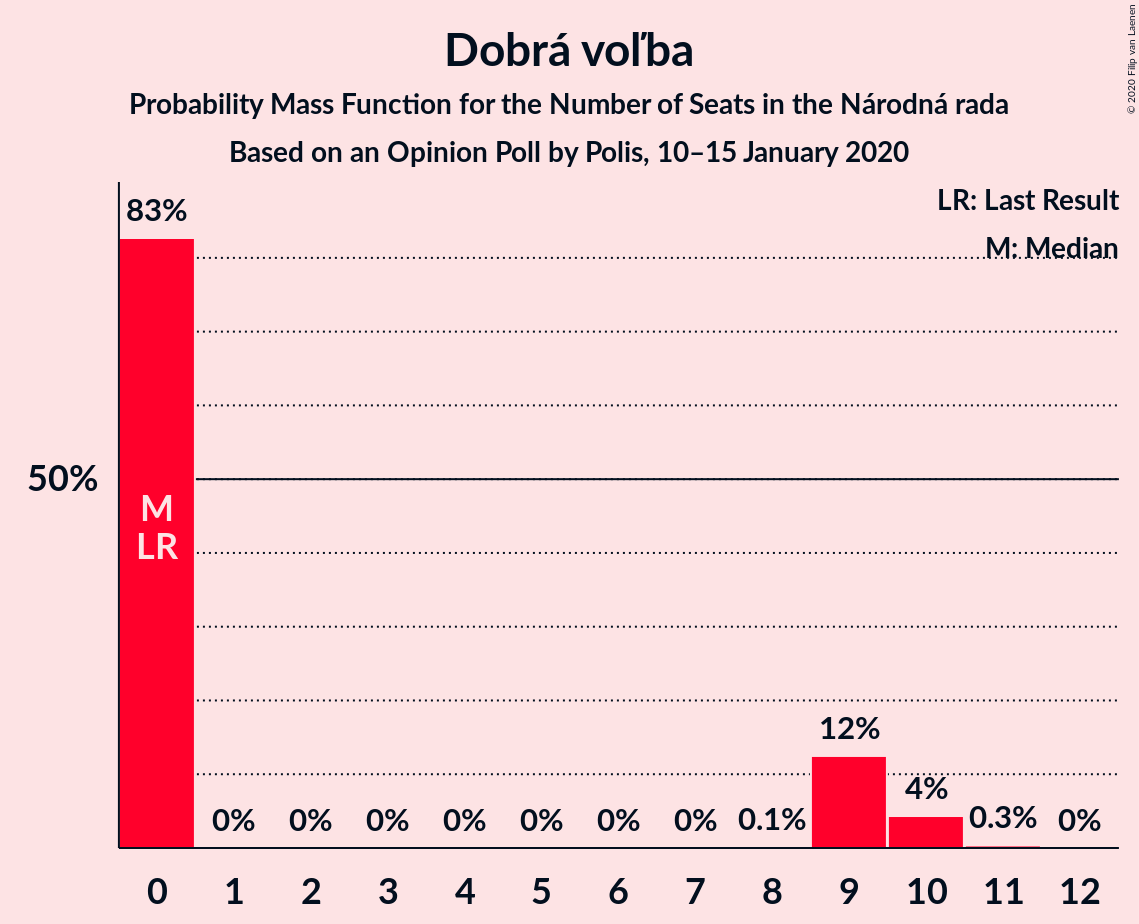 Dobrá voľba
Probability Mass Function for the Number of Seats in the Národná rada
Based on an Opinion Poll by Polis, 10–15 January 2020
© 2020 Filip van Laenen
LR: Last Result
M: Median
83%
50%
M
LR
0% 0% 0% 0% 0% 0% 0% 0.1% 12% 4% 0.3% 0%
0 1 2 3 4 5 6 7 8 9 10 11 12